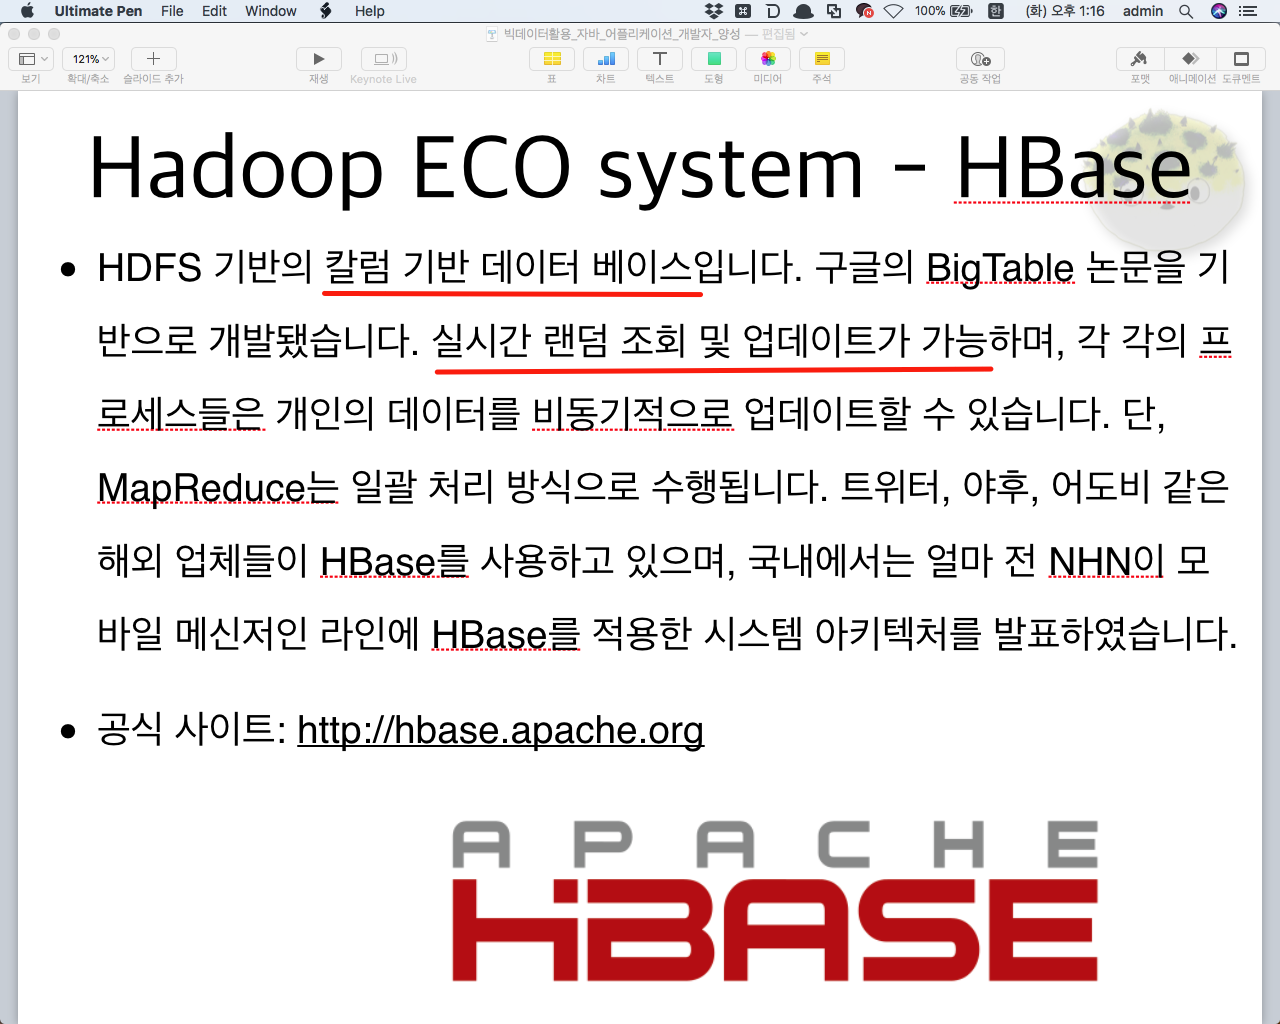 Ultimate Pen File Edit Window Help 100% 한 (화) 오후 1:16 admin
빅데이터활용_자바_어플리케이션_개발자_양성 — 편집됨
121%
보기 확대/축소 슬라이드 추가 재생 Keynote Live 표 차트 텍스트 도형 미디어 주석 공동 작업 포맷 애니메이션 도큐멘트
Hadoop ECO system - HBase
• HDFS 기반의 칼럼 기반 데이터 베이스입니다. 구글의 BigTable 논문을 기
반으로 개발됐습니다. 실시간 랜덤 조회 및 업데이트가 가능하며, 각 각의 프
로세스들은 개인의 데이터를 비동기적으로 업데이트할 수 있습니다. 단,
MapReduce는 일괄 처리 방식으로 수행됩니다. 트위터, 야후, 어도비 같은
해외 업체들이 HBase를 사용하고 있으며, 국내에서는 얼마 전 NHN이 모
바일 메신저인 라인에 HBase를 적용한 시스템 아키텍처를 발표하였습니다.
• 공식 사이트: http://hbase.apache.org
APACHE
HBASE